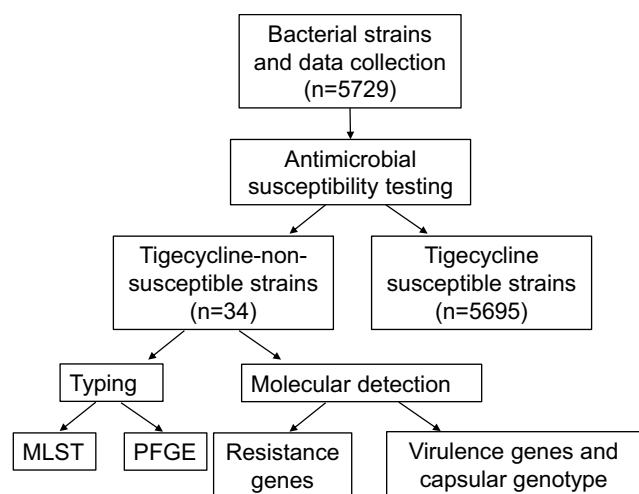 Bacterial strains
and data collection
(n=5729)
Antimicrobial
susceptibility testing
Tigecycline-non-
susceptible strains
(n=34)
Tigecycline
susceptible strains
(n=5695)
Typing
Molecular detection
MLST
PFGE
Resistance
genes
Virulence genes and
capsular genotype